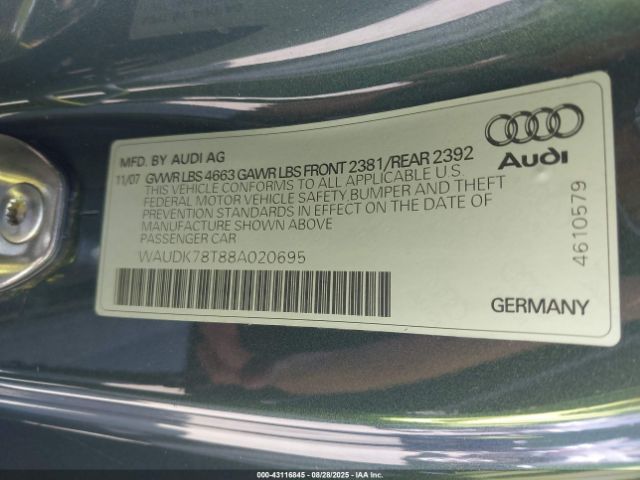 MFD. BY AUDI AG
11/07 GVWR LBS 4663 GAWR LBS FRONT 2381/REAR 2392
THIS VEHICLE CONFORMS TO ALL APPLICABLE U.S.
FEDERAL MOTOR VEHICLE SAFETY, BUMPER AND THEFT
PREVENTION STANDARDS IN EFFECT ON THE DATE OF
MANUFACTURE SHOWN ABOVE
PASSENGER CAR
WAUDK78T88A020695
Audi
4610579
GERMANY
000-43116845 | 08/28/2025 - IAA Inc.